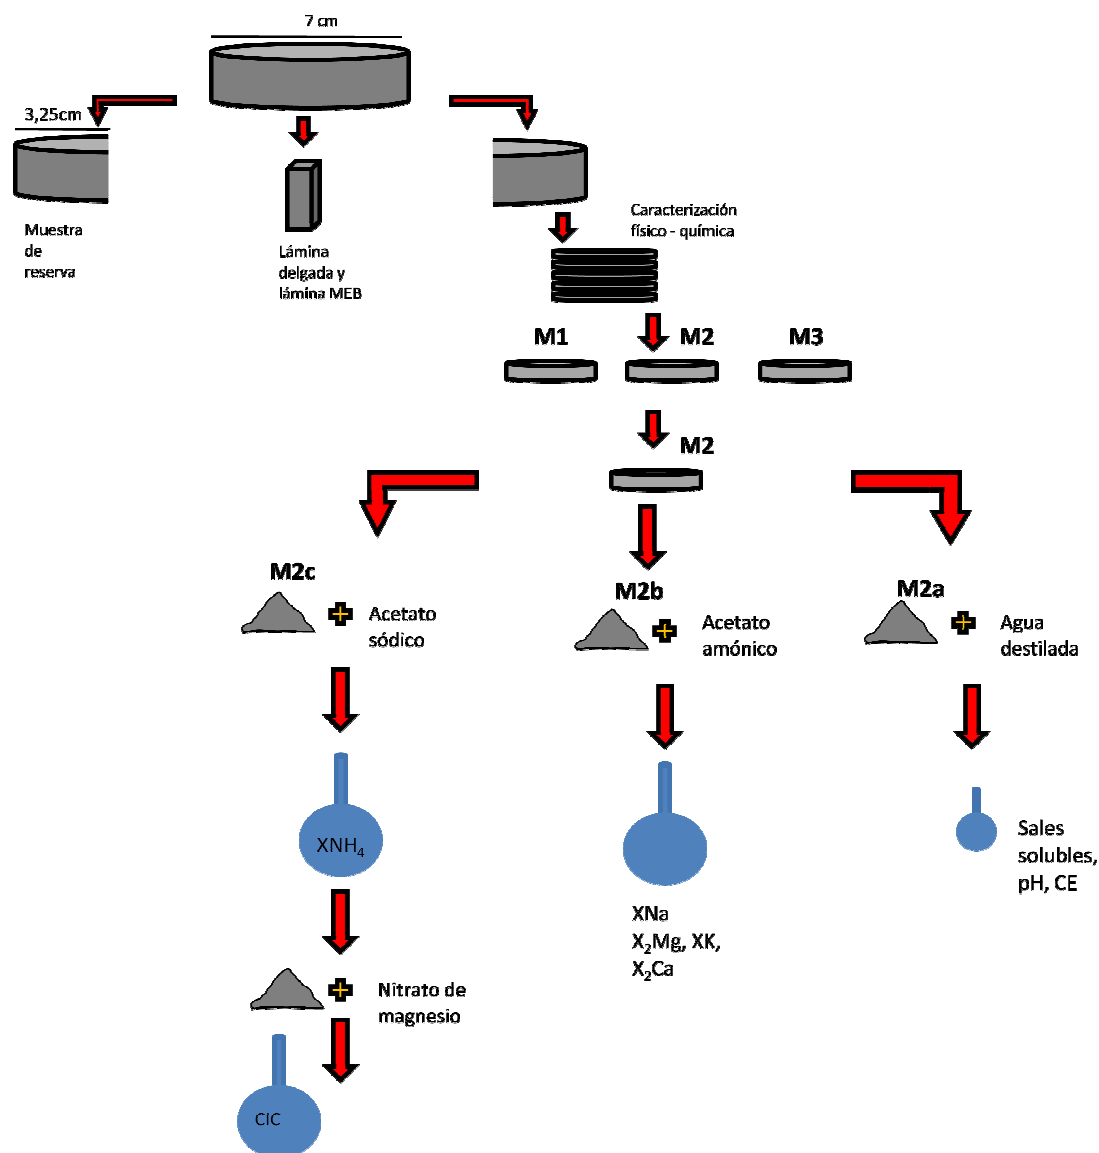 7 cm
3,25cm
Muestra
de
reserva
Lámina
delgada y
lámina MEB
Caracterización
físico - química
M1
M2
M3
M2
M2c
Acetato
sódico
M2b
Acetato
amónico
M2a
Agua
destilada
XNH₄
XNa
X₂Mg, XK,
X₂Ca
Sales
solubles,
pH, CE
Nitrato de
magnesio
CIC